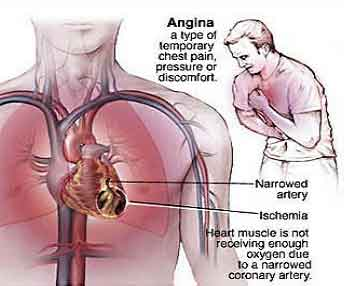 Angina
a type of
temporary
chest pain,
pressure or
discomfort.
Narrowed
artery
Ischemia
Heart muscle is not
receiving enough
oxygen due
to a narrowed
coronary artery.